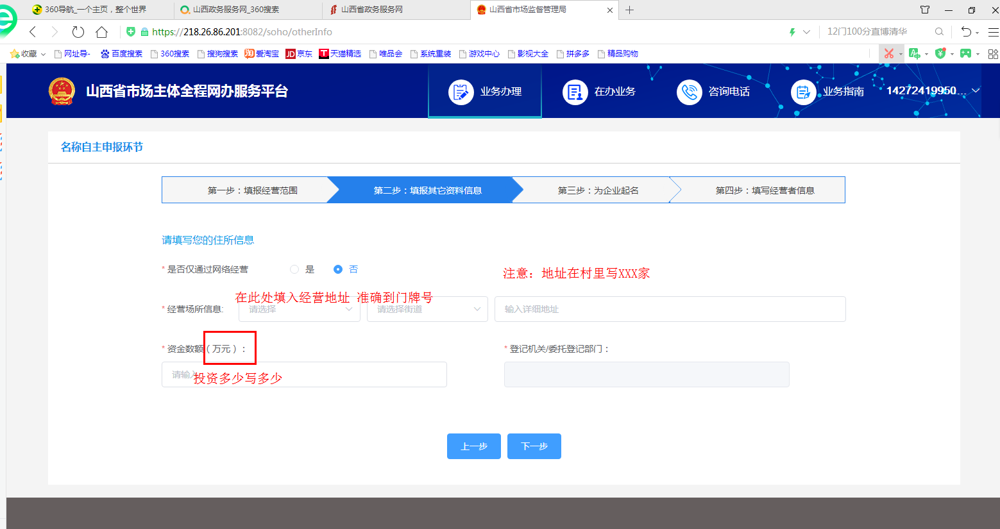 360导航_一个主页，整个世界
山西政务服务网_360搜索
山西省政务服务网
山西省市场监督管理局
https://218.26.86.201:8082/soho/otherInfo
12门100分直博清华
收藏
网址导-
百度搜索
360搜索
搜狗搜索
淘
爱淘宝
JD
京东
T
天猫精选
唯品会
系统重装
游戏中心
影视大全
拼多多
精品购物
山西省市场主体全程网办服务平台
业务办理
在办业务
咨询电话
业务指南
14272419950...
名称自主申报环节
第一步：填报经营范围
第二步：填报其它资料信息
第三步：为企业起名
第四步：填写经营者信息
请填写您的住所信息
* 是否仅通过网络经营
是
否
注意：地址在村里写XXX家
在此处填入经营地址 准确到门牌号
* 经营场所信息:
请选择
请选择街道
输入详细地址
* 资金数额（万元）：
* 登记机关/委托登记部门：
请输入
投资多少写多少
上一步
下一步